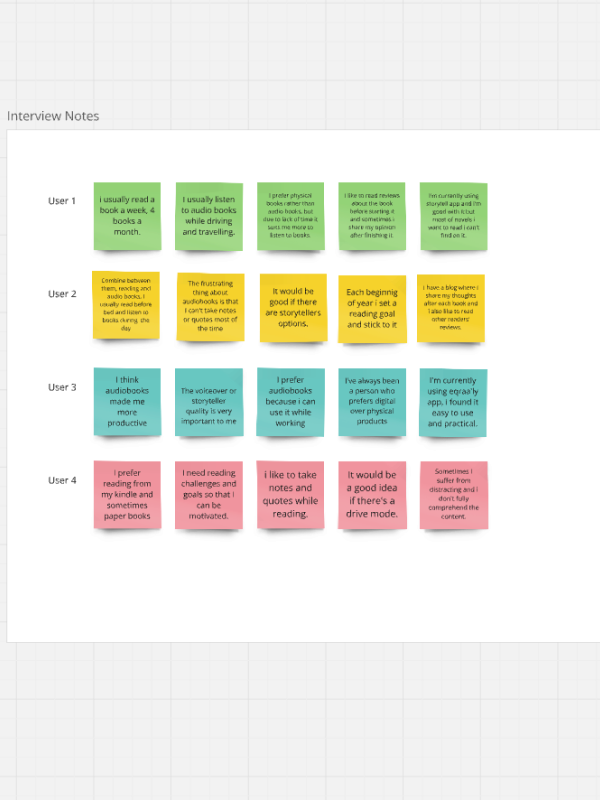 Interview Notes
User 1
i usually read a
book a week, 4
books a
month.
I usually listen
to audio books
while driving
and travelling.
I prefer physical
books rather than
audio books, but
due to lack of time it
suits me more to
listen to books
i like to read reviews
about the book
before starting it
and sometimes i
share my opinion
after finishing it.
I'm currently using
storytell app and I'm
good with it but
most of novels i
want to read i can't
find on it.
User 2
Combine between
them, reading and
audio books, I
usually read before
bed and listen to
books during. the
day
The frustrating
thing about
audiobooks is that
I can't take notes
or quotes most of
the time
It would be
good if there
are storytellers
options.
Each beginnig
of year i set a
reading goal
and stick to it
i have a blog where i
share my thoughts
after each book and
I also like to read
other readers'
reviews.
User 3
I think
audiobooks
made me
more
productive
The voiceover or
storyteller
quality is very
important to me
I prefer
audiobooks
because i can
use it while
working
I've always been
a person who
prefers digital
over physical
products
I'm currently
using eqraa'ly
app, i found it
easy to use
and practical.
User 4
I prefer
reading from
my kindle and
sometimes
paper books
I need reading
challenges and
goals so that i
can be
motivated.
i like to take
notes and
quotes while
reading.
It would be
a good idea
if there's a
drive mode.
Sometimes I
suffer from
distracting and i
don't fully
comprehend the
content.